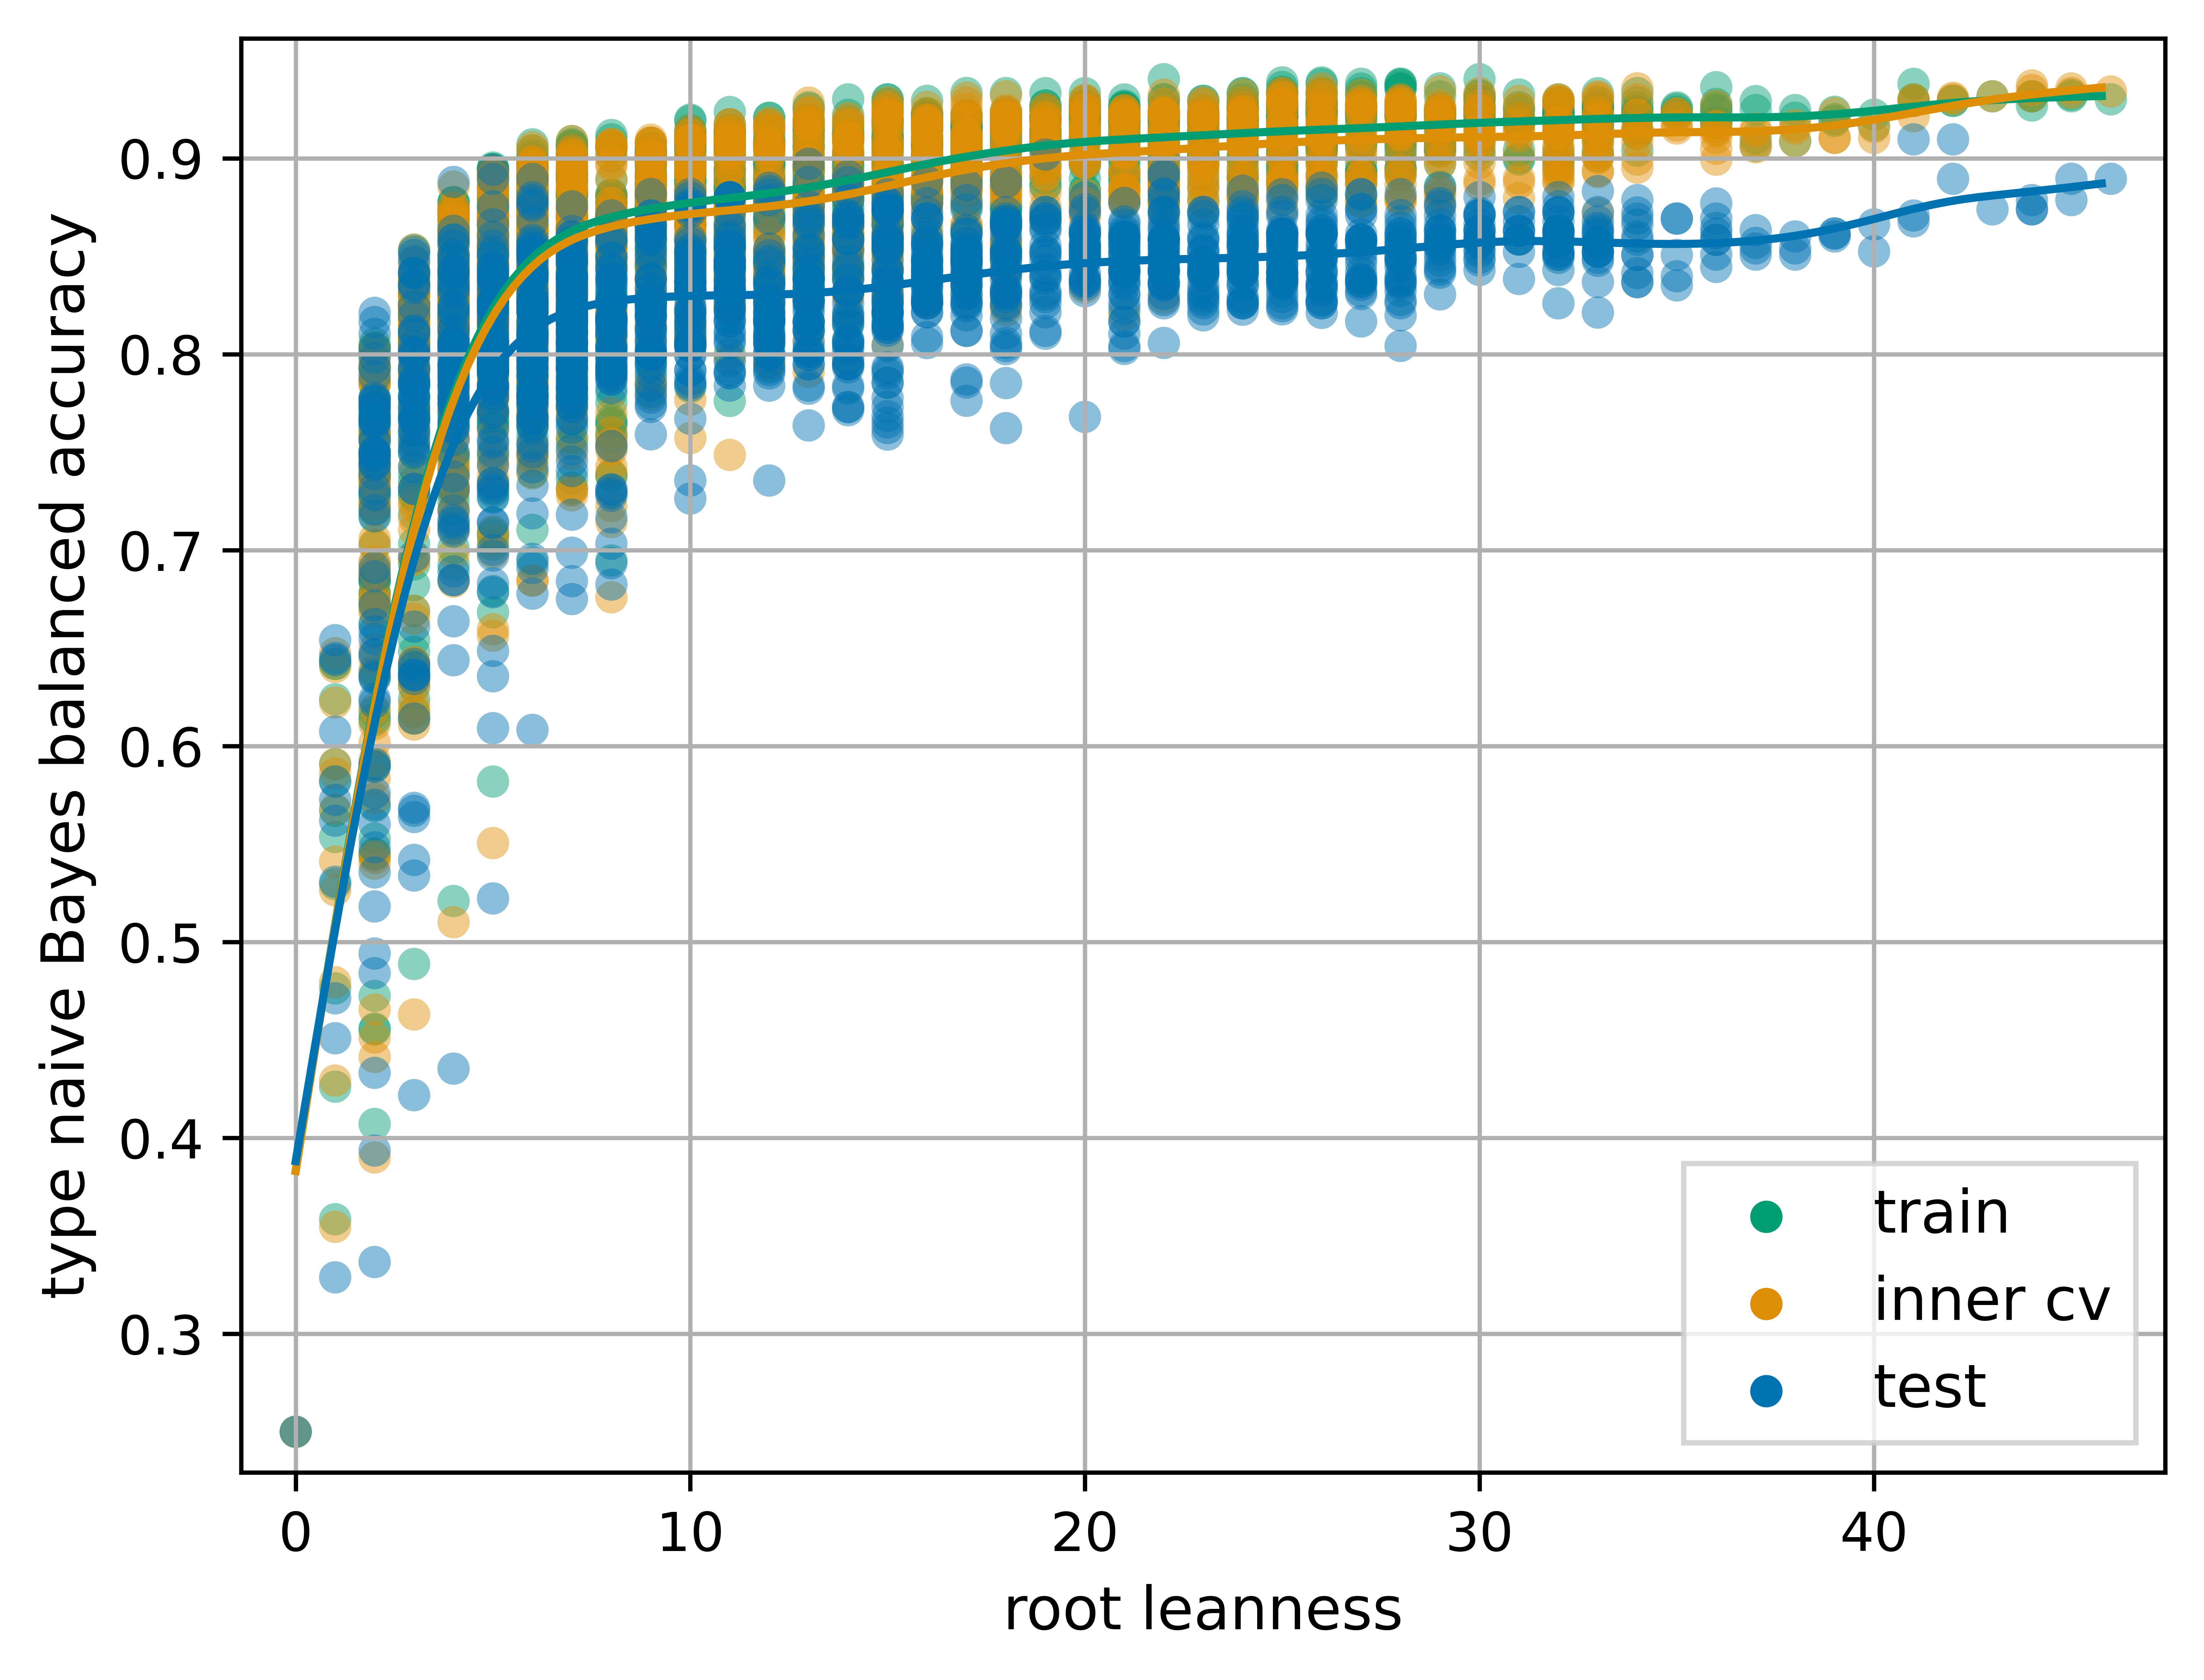 type naive Bayes balanced accuracy
0.9
0.8
0.7
0.6
0.5
0.4
0.3
0
10
20
30
40
root leanness
train
inner cv
test